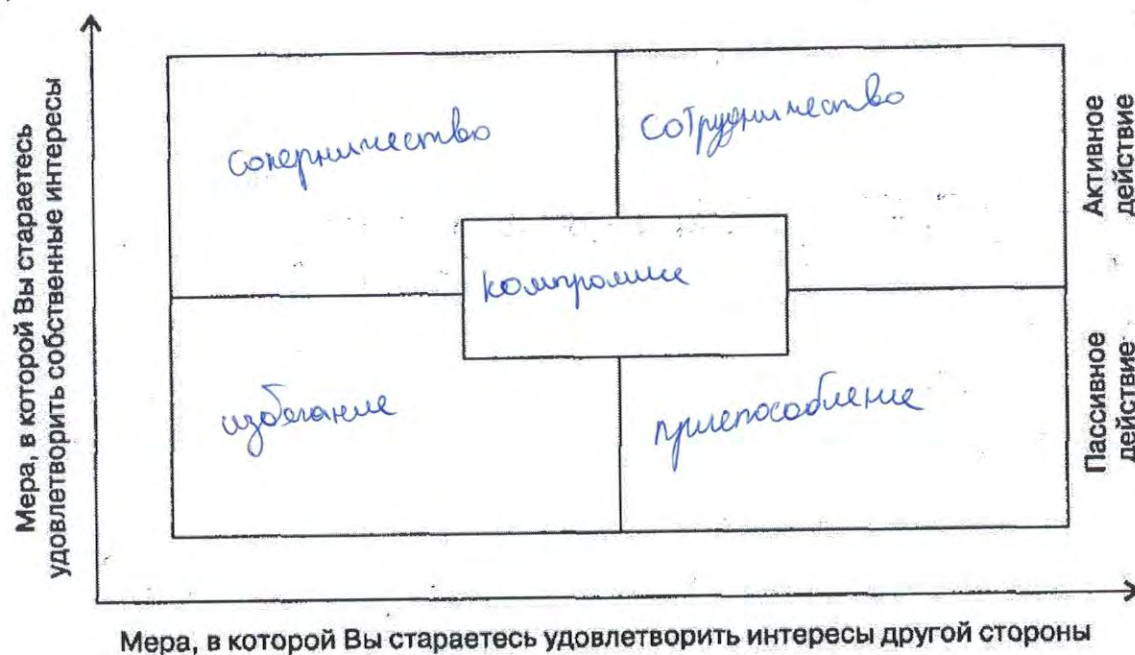 Мера, в которой Вы стараетесь
удовлетворить собственные интересы
соперничество
сотрудничество
компромисс
избегание
приспособление
Активное
действие
Пассивное
действие
Мера, в которой Вы стараетесь удовлетворить интересы другой стороны